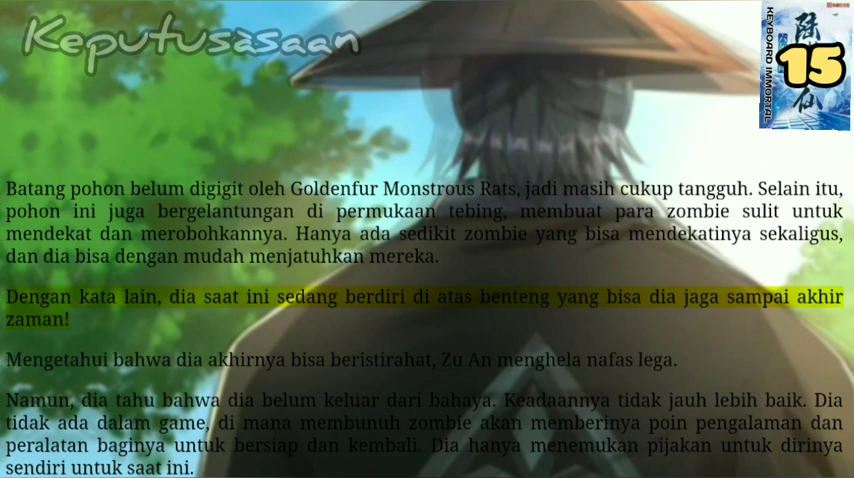 Keputusasaan
KEYBOARD IMMORTAL
15
Batang pohon belum digigit oleh Goldenfur Monstrous Rats, jadi masih cukup tangguh. Selain itu,
pohon ini juga bergelantungan di permukaan tebing, membuat para zombie sulit untuk
mendekat dan merobohkannya. Hanya ada sedikit zombie yang bisa mendekatinya sekaligus,
dan dia bisa dengan mudah menjatuhkan mereka.
Dengan kata lain, dia saat ini sedang berdiri di atas benteng yang bisa dia jaga sampai akhir
zaman!
Mengetahui bahwa dia akhirnya bisa beristirahat, Zu An menghela nafas lega.
Namun, dia tahu bahwa dia belum keluar dari bahaya. Keadaannya tidak jauh lebih baik. Dia
tidak ada dalam game, di mana membunuh zombie akan memberinya poin pengalaman dan
peralatan baginya untuk bersiap dan kembali. Dia hanya menemukan pijakan untuk dirinya
sendiri untuk saat ini.